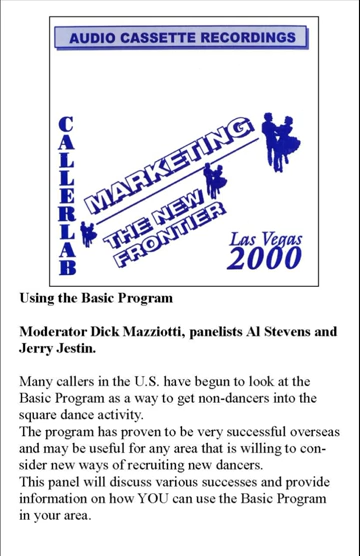 AUDIO CASSETTE RECORDINGS
CALLERLAB
MARKETING
THE NEW
FRONTIER
Las Vegas
2000
Using the Basic Program
Moderator Dick Mazziotti, panelists Al Stevens and
Jerry Jestin.
Many callers in the U.S. have begun to look at the
Basic Program as a way to get non-dancers into the
square dance activity.
The program has proven to be very successful overseas
and may be useful for any area that is willing to con-
sider new ways of recruiting new dancers.
This panel will discuss various successes and provide
information on how YOU can use the Basic Program
in your area.